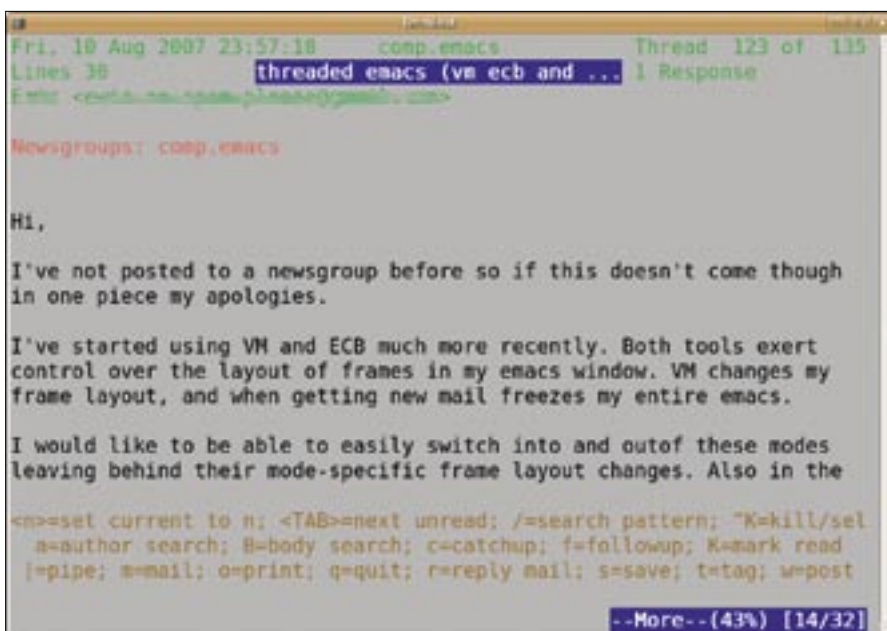 Fri, 10 Aug 2007 23:57:18 comp.emacs Thread 123 of 135
Lines 30 threaded emacs (vm ecb and ... 1 Response
Newsgroups: comp.emacs
Hi,
I've not posted to a newsgroup before so if this doesn't come though
in one piece my apologies.
I've started using VM and ECB much more recently. Both tools exert
control over the layout of frames in my emacs window. VM changes my
frame layout, and when getting new mail freezes my entire emacs.
I would like to be able to easily switch into and outof these modes
leaving behind their mode-specific frame layout changes. Also in the
<n>=set current to n; <TAB>=next unread; /=search pattern; ^K=kill/sel
a=author search; B=body search; c=catchup; f=followup; K=mark read
|=pipe; m=mail; o=print; q=quit; r=reply mail; s=save; t=tag; w=post
--More--(43%) [14/32]